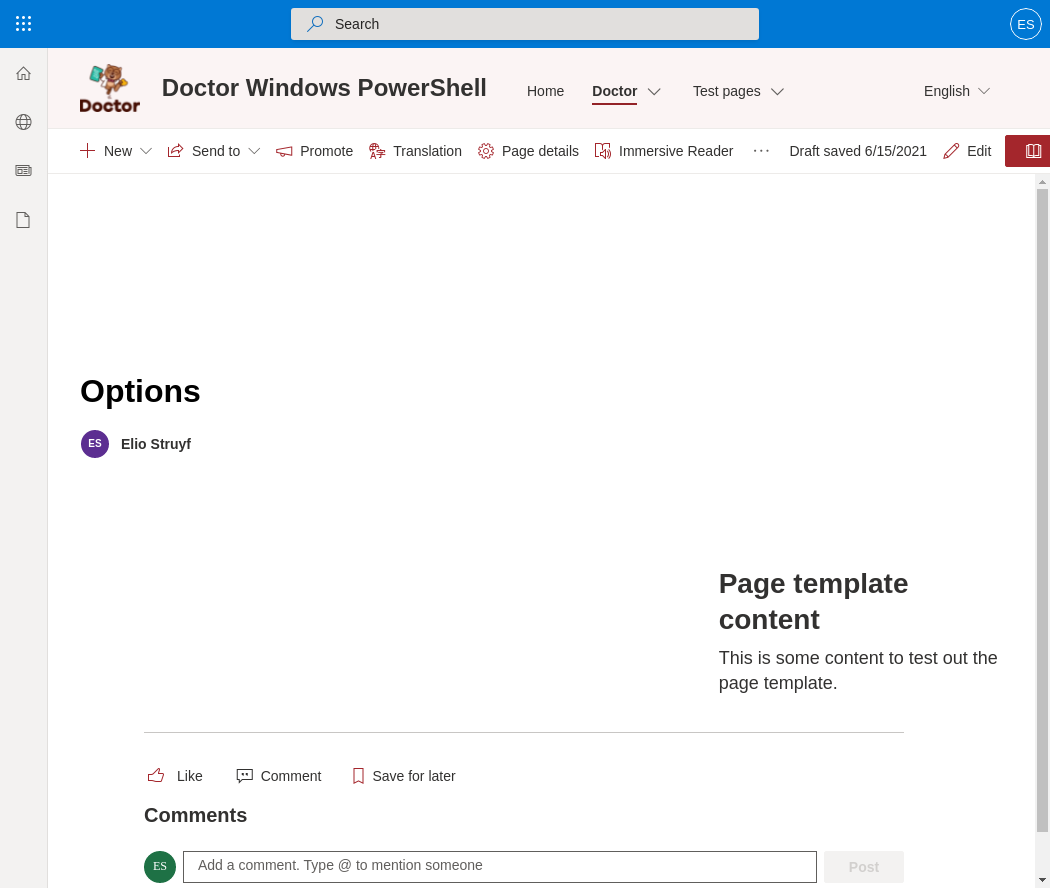 Search
ES
Doctor
Doctor Windows PowerShell
Home
Doctor
Test pages
English
New
Send to
Promote
Translation
Page details
Immersive Reader
Draft saved 6/15/2021
Edit
Options
ES
Elio Struyf
Page template
content
This is some content to test out the
page template.
Like
Comment
Save for later
Comments
ES
Add a comment. Type @ to mention someone
Post